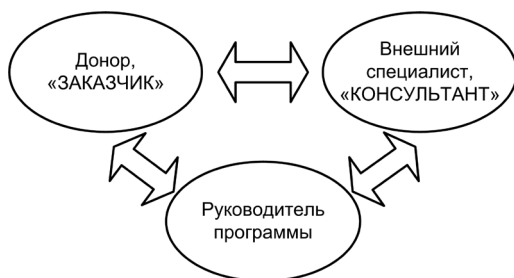 Донор,
«ЗАКАЗЧИК»
Внешний
специалист,
«КОНСУЛЬТАНТ»
Руководитель
программы